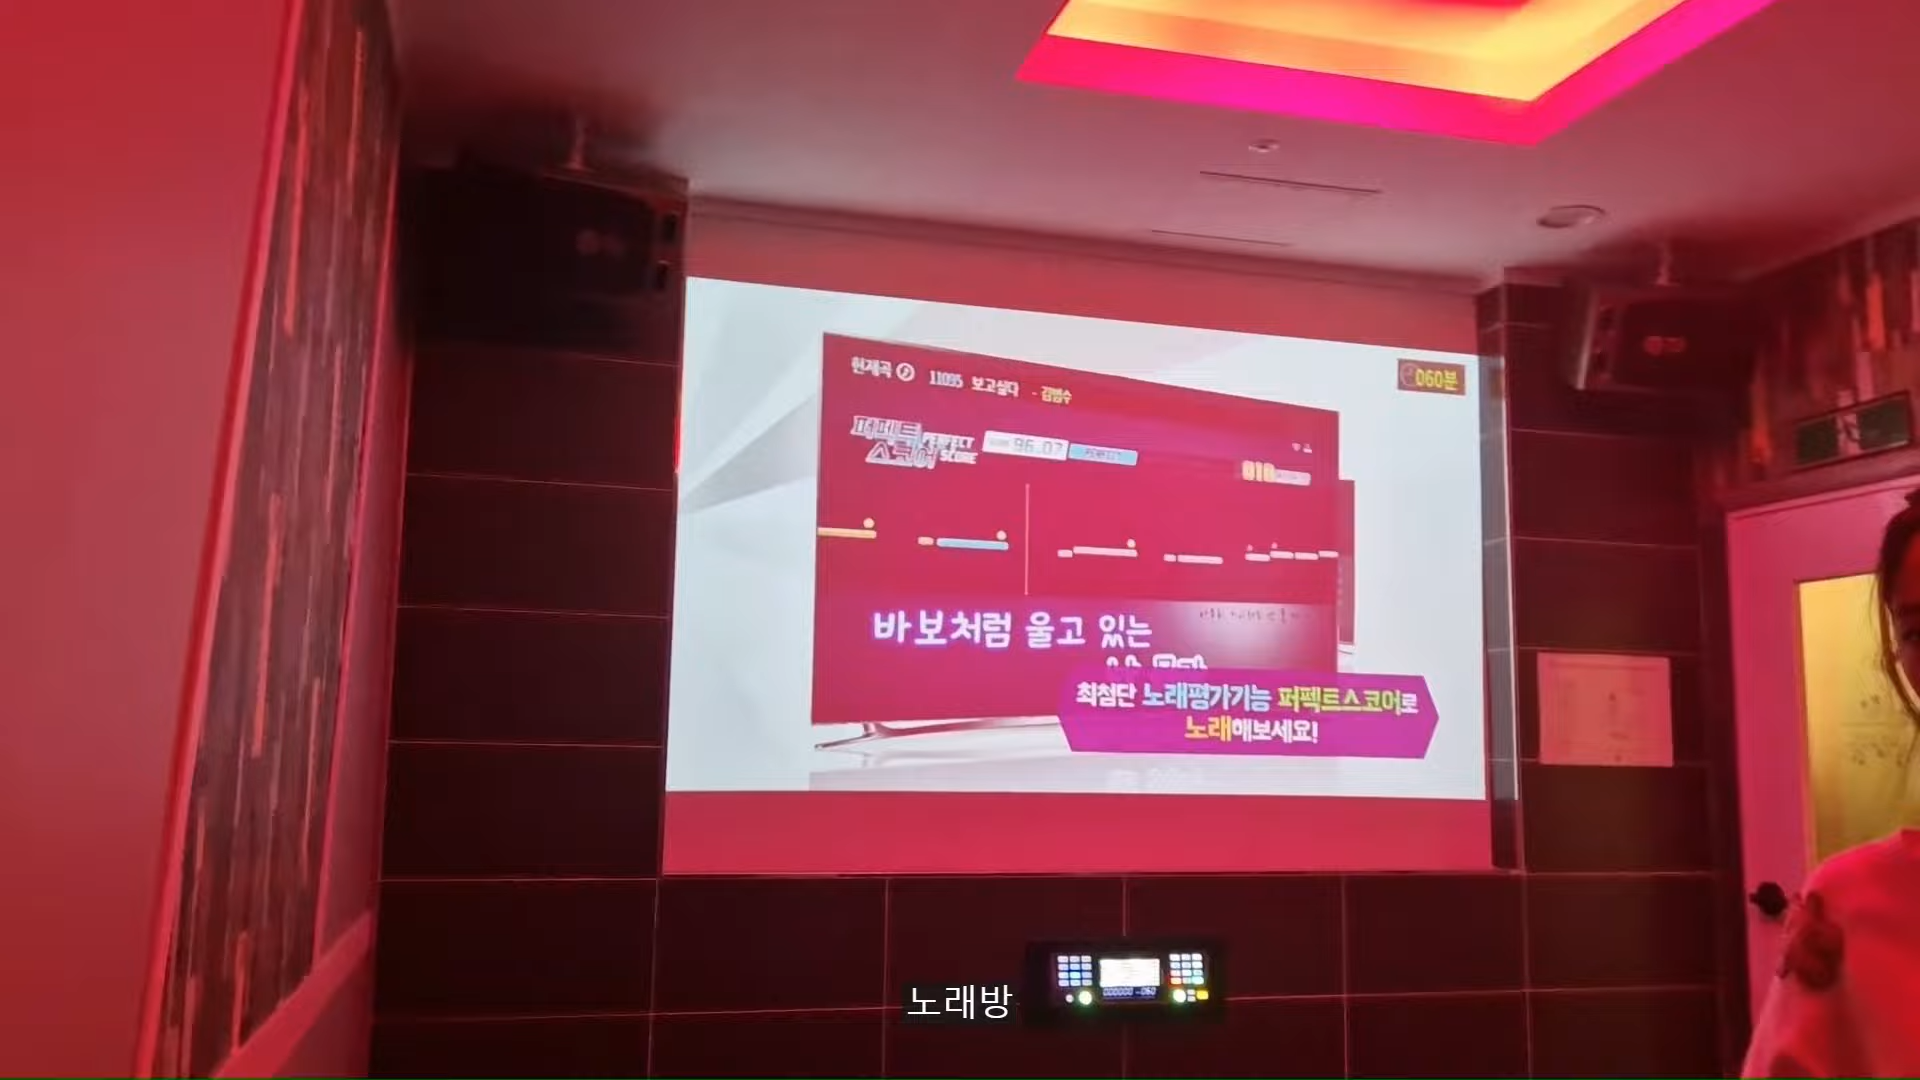 현재곡 11095 보고싶다 - 김범수
060분
퍼펙트
스코어
PERFECT
SCORE
96.07
바보처럼 울고 있는
최첨단 노래평가기능 퍼펙트스코어로
노래해보세요!
노래방